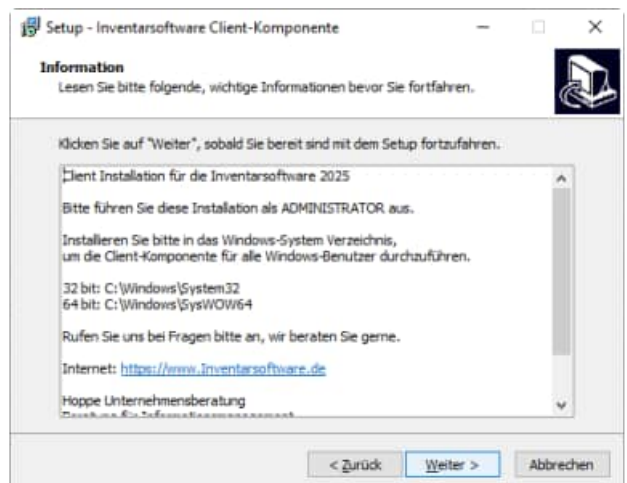 Setup - Inventarsoftware Client-Komponente
Information
Lesen Sie bitte folgende, wichtige Informationen bevor Sie fortfahren.
Klicken Sie auf "Weiter", sobald Sie bereit sind mit dem Setup fortzufahren.
Client Installation für die Inventarsoftware 2025
Bitte führen Sie diese Installation als ADMINISTRATOR aus.
Installieren Sie bitte in das Windows-System Verzeichnis,
um die Client-Komponente für alle Windows-Benutzer durchzuführen.
32 bit: C:\Windows\System32
64 bit: C:\Windows\SysWOW64
Rufen Sie uns bei Fragen bitte an, wir beraten Sie gerne.
Internet: https://www.Inventarsoftware.de
Hoppe Unternehmensberatung
< Zurück Weiter > Abbrechen